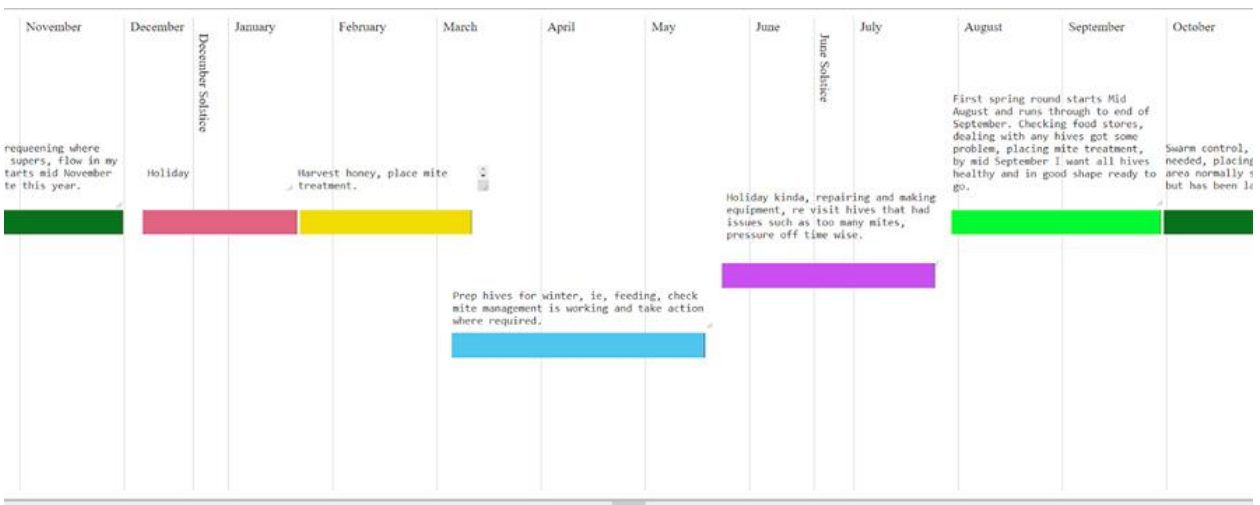 November
December
January
February
March
April
May
June
July
August
September
October
December Solstice
June Solstice
requeening where
supers, flow in my
tarts mid November
te this year.
Holiday
Harvest honey, place mite
treatment.
Prep hives for winter, ie, feeding, check
mite management is working and take action
where required.
Holiday kinda, repairing and making
equipment, re visit hives that had
issues such as too many mites,
pressure off time wise.
First spring round starts Mid
August and runs through to end of
September. Checking food stores,
dealing with any hives got some
problem, placing mite treatment,
by mid September I want all hives
healthy and in good shape ready to
go.
Swarm control,
needed, placing
area normally s
but has been la